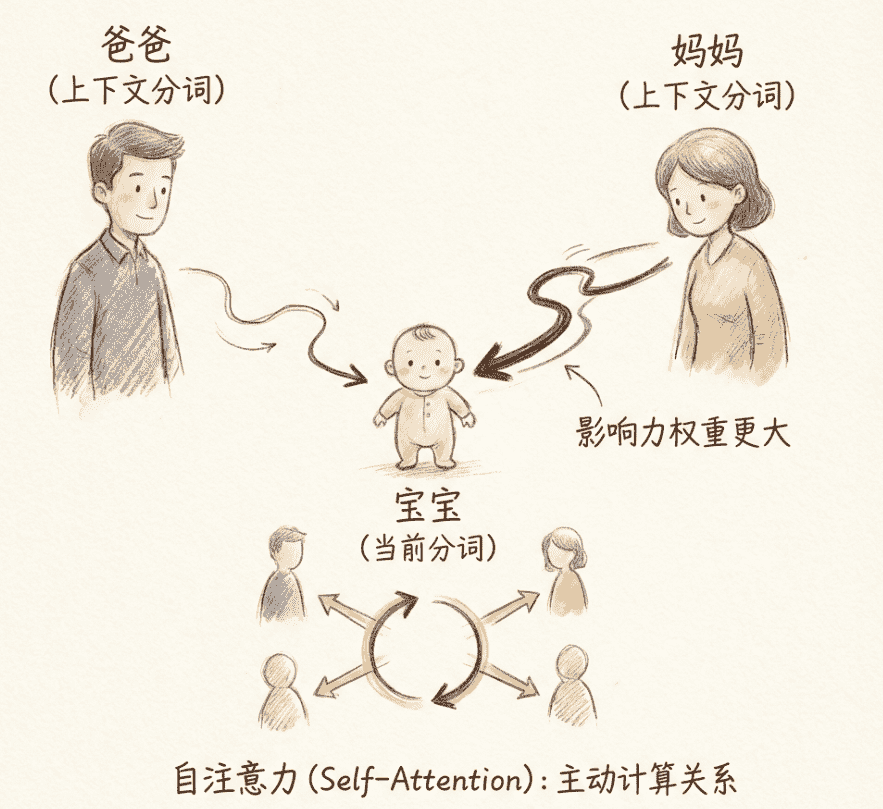 爸爸
(上下文分词)
妈妈
(上下文分词)
影响力权重更大
宝宝
(当前分词)
自注意力 (Self-Attention) : 主动计算关系